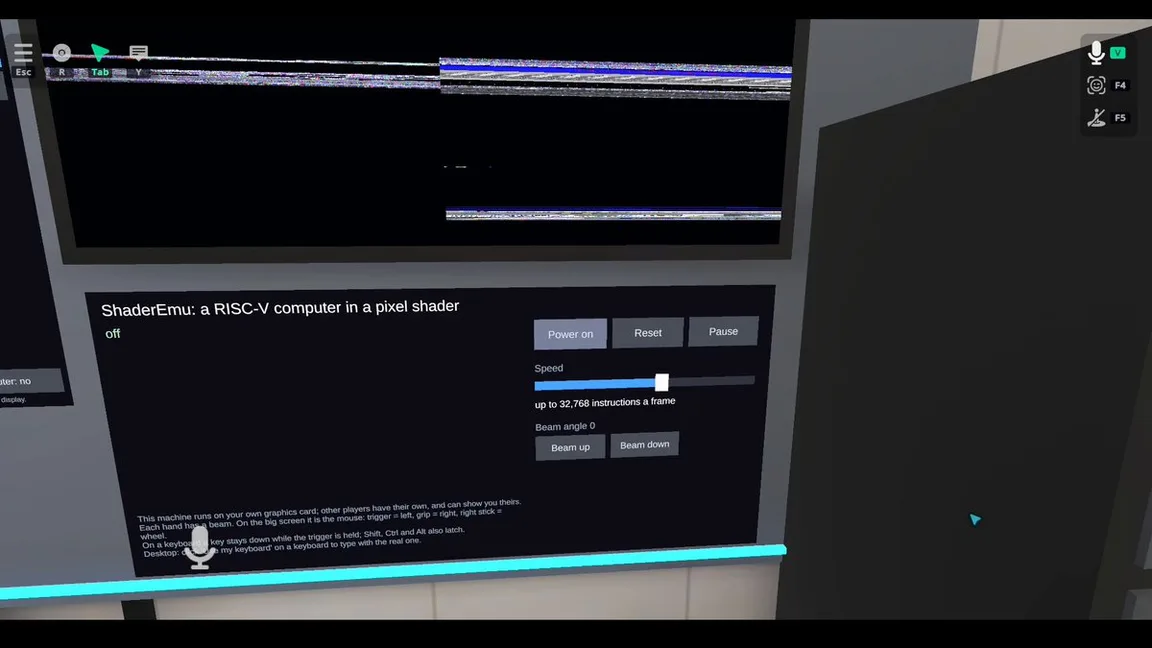 Esc
R
Tab
Y
V
F4
F5
ShaderEmu: a RISC-V computer in a pixel shader
off
Power on
Reset
Pause
Speed
up to 32,768 instructions a frame
Beam angle 0
Beam up
Beam down
no
display.
This machine runs on your own graphics card; other players have their own, and can show you theirs.
Each hand has a beam. On the big screen it is the mouse: trigger = left, grip = right, right stick =
wheel.
On a keyboard a key stays down while the trigger is held; Shift, Ctrl and Alt also latch.
Desktop: my keyboard' on a keyboard to type with the real one.